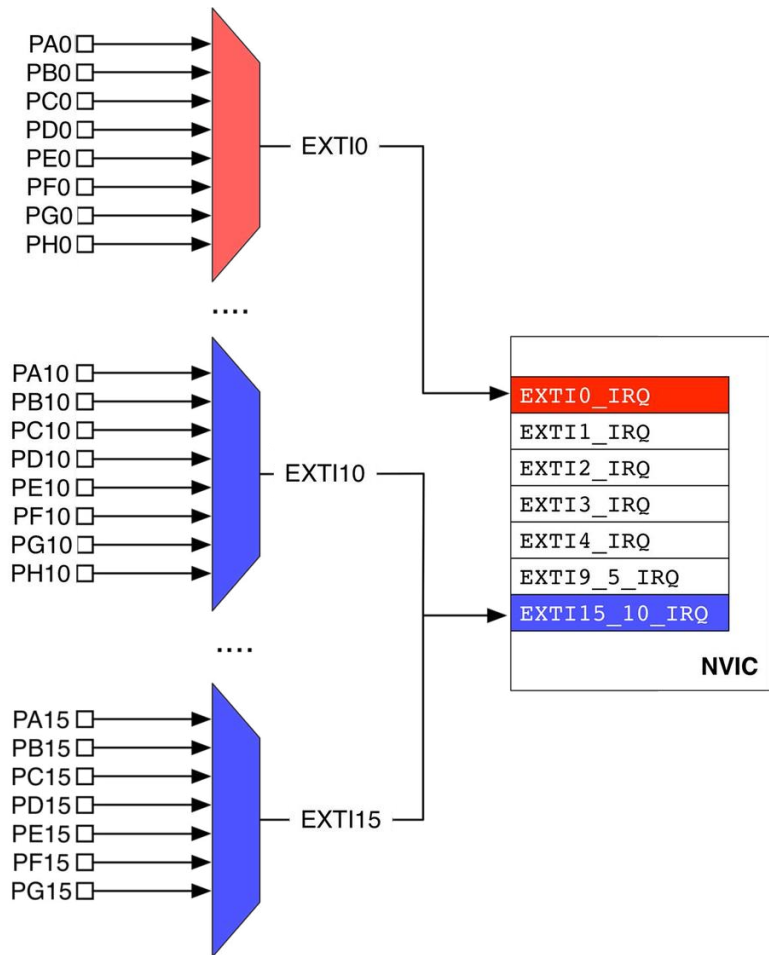 PA0
PB0
PC0
PD0
PE0
PF0
PG0
PH0
EXTI0
....
PA10
PB10
PC10
PD10
PE10
PF10
PG10
PH10
EXTI10
....
PA15
PB15
PC15
PD15
PE15
PF15
PG15
EXTI15
EXTI0_IRQ
EXTI1_IRQ
EXTI2_IRQ
EXTI3_IRQ
EXTI4_IRQ
EXTI9_5_IRQ
EXTI15_10_IRQ
NVIC